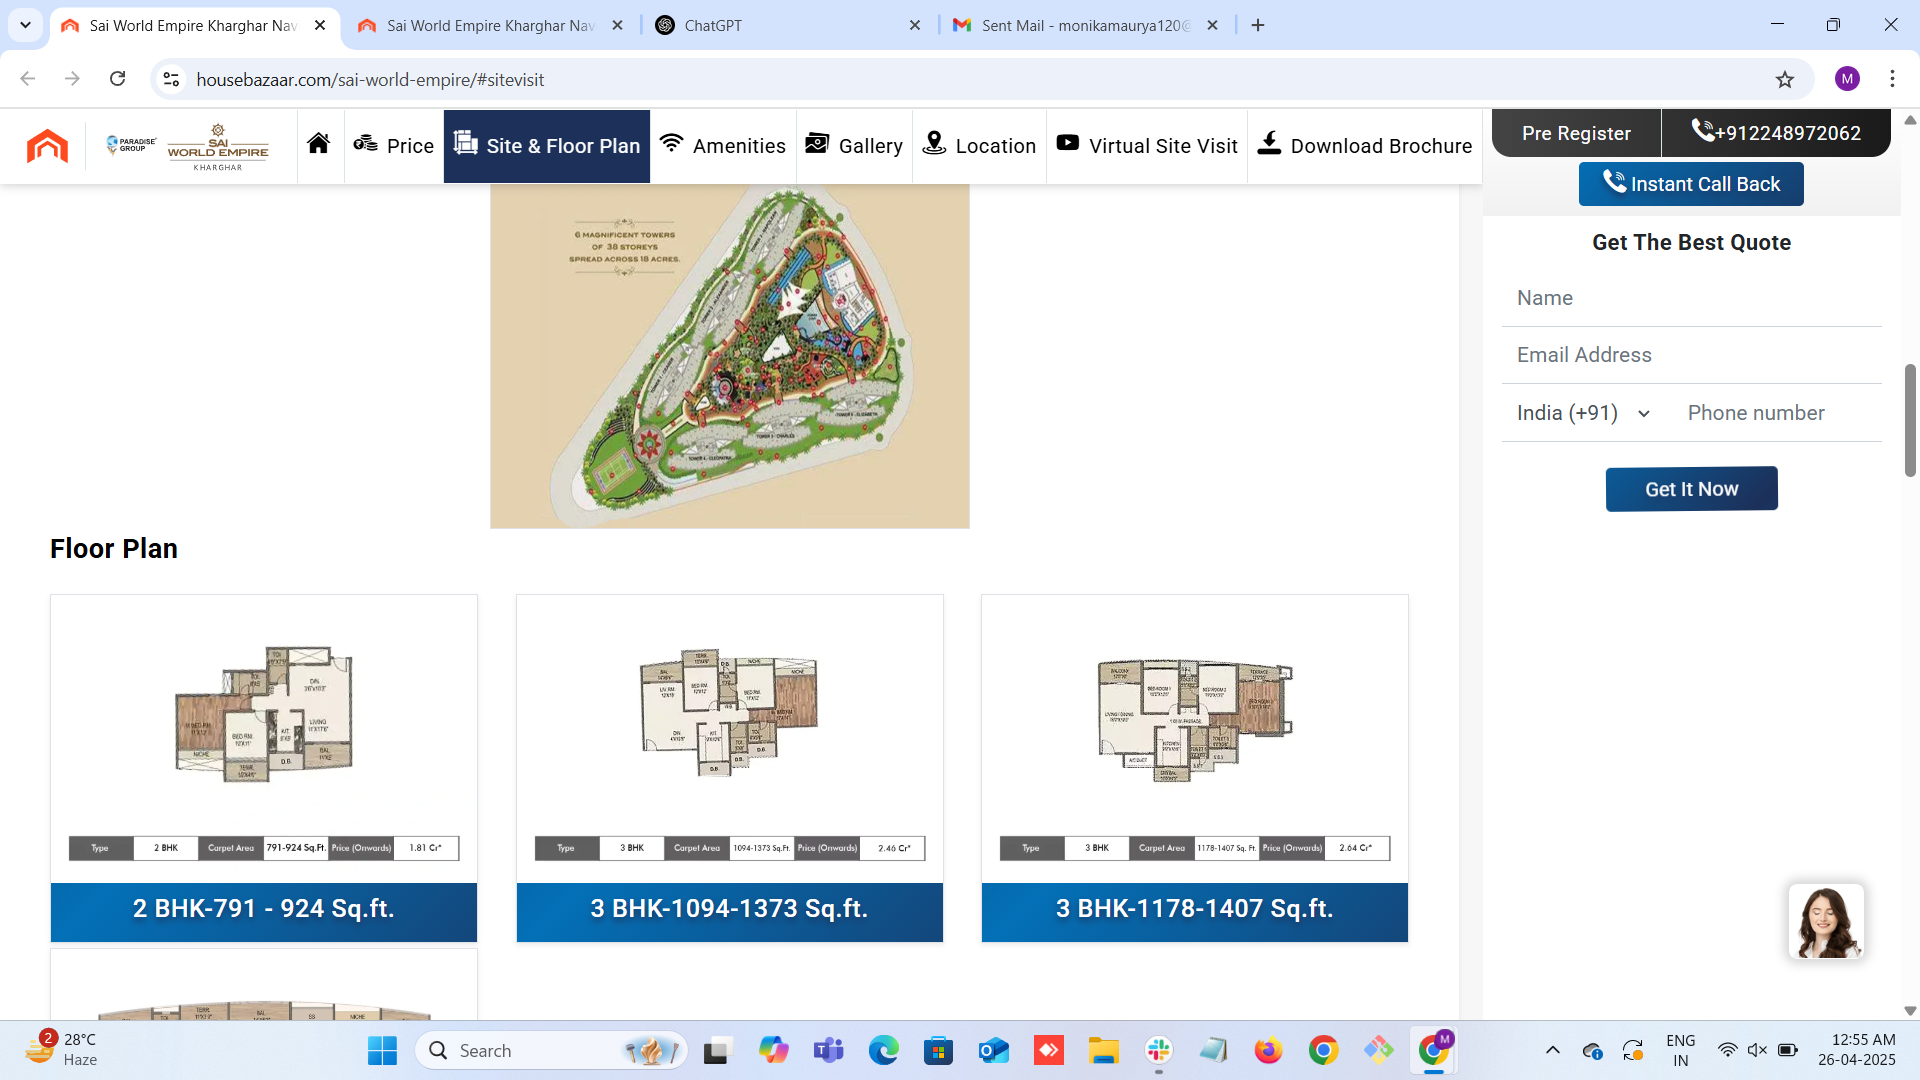 Sai World Empire Kharghar Nav
Sai World Empire Kharghar Nav
ChatGPT
Sent Mail - monikamaurya120@
housebazaar.com/sai-world-empire/#sitevisit
M
PARADISE GROUP
SAI
WORLD EMPIRE
KHARGHAR
Price
Site & Floor Plan
Amenities
Gallery
Location
Virtual Site Visit
Download Brochure
Pre Register
+912248972062
Instant Call Back
Get The Best Quote
Name
Email Address
India (+91)
Phone number
Get It Now
6 MAGNIFICENT TOWERS
OF 38 STOREYS
SPREAD ACROSS 18 ACRES.
Floor Plan
Type
2 BHK
Carpet Area
791-924 Sq.Ft.
Price (Onwards)
1.81 Cr*
2 BHK-791 - 924 Sq.ft.
Type
3 BHK
Carpet Area
1094-1373 Sq.Ft.
Price (Onwards)
2.46 Cr*
3 BHK-1094-1373 Sq.ft.
Type
3 BHK
Carpet Area
1178-1407 Sq. Ft.
Price (Onwards)
2.64 Cr*
3 BHK-1178-1407 Sq.ft.
2
28°C
Haze
Search
M
ENG
IN
12:55 AM
26-04-2025